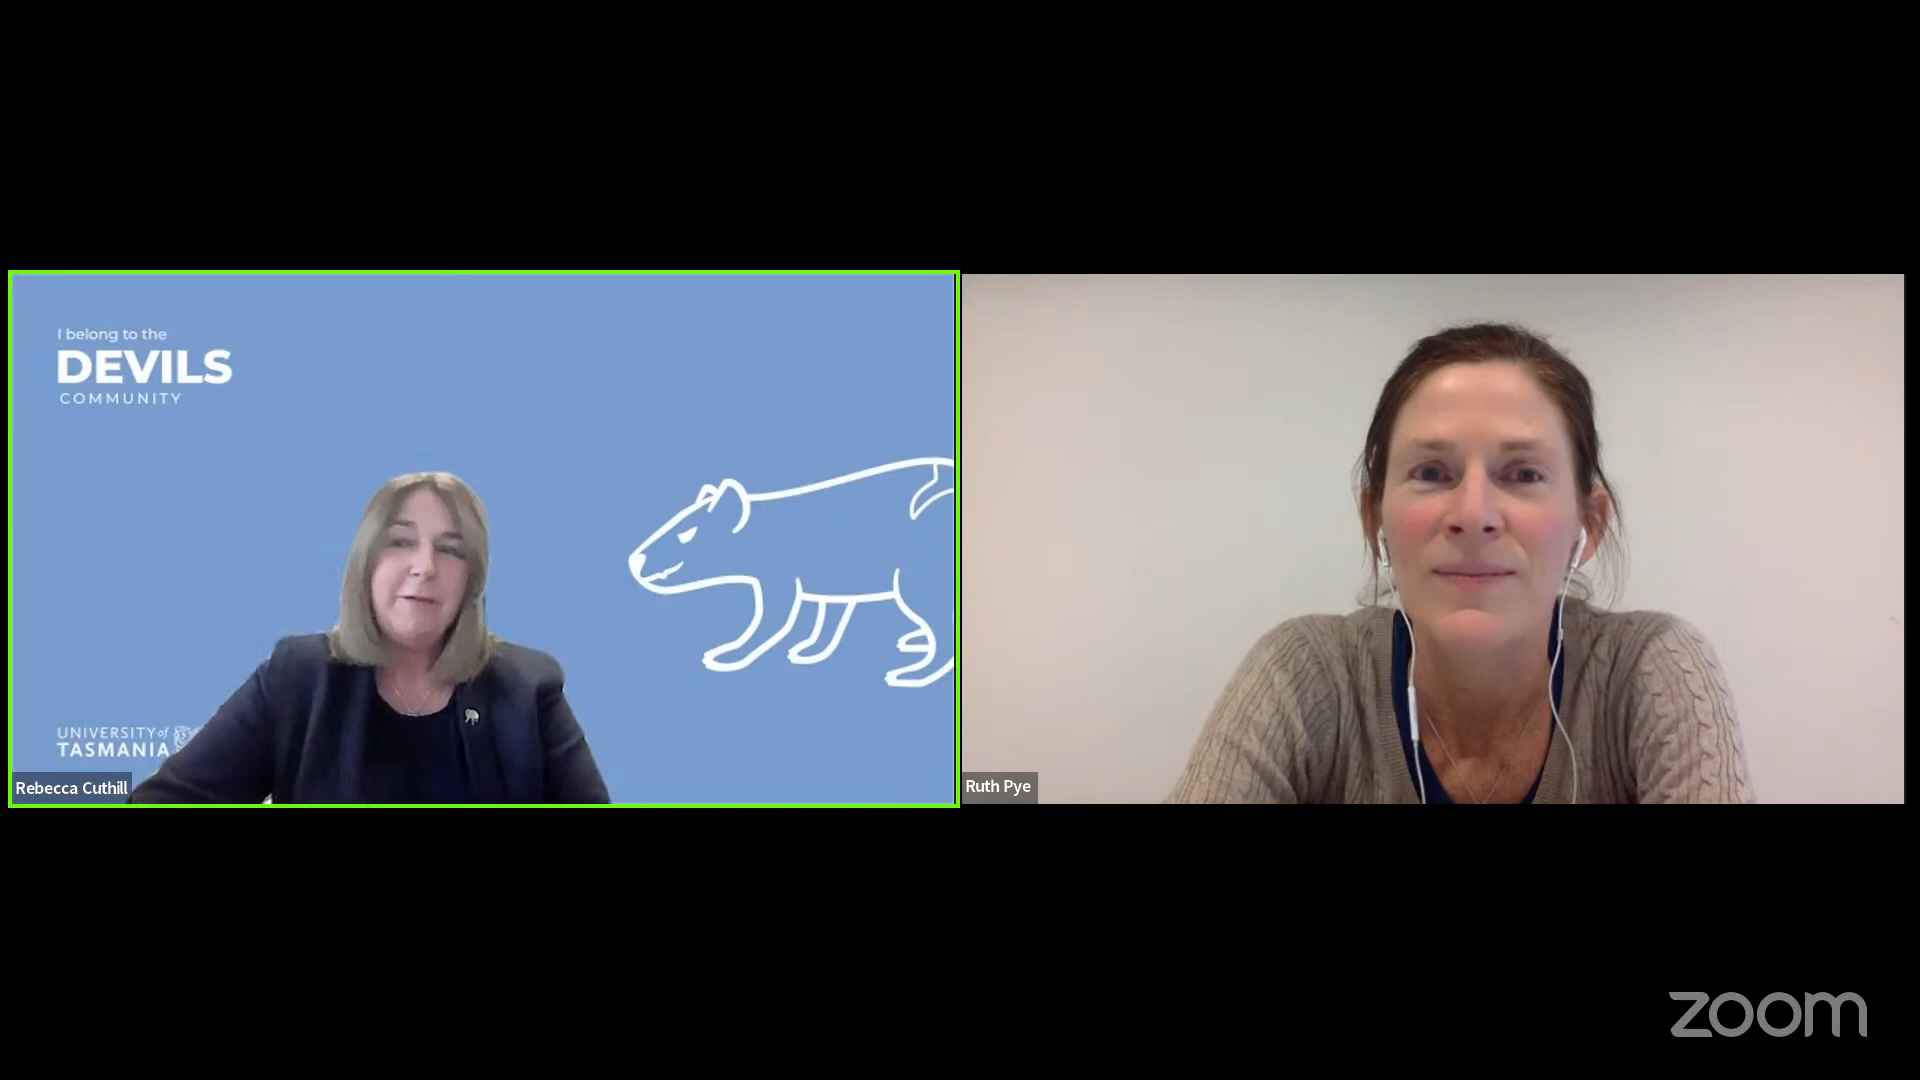 I belong to the
DEVILS
COMMUNITY
UNIVERSITY of
TASMANIA
Rebecca Cuthill
Ruth Pye
zoom